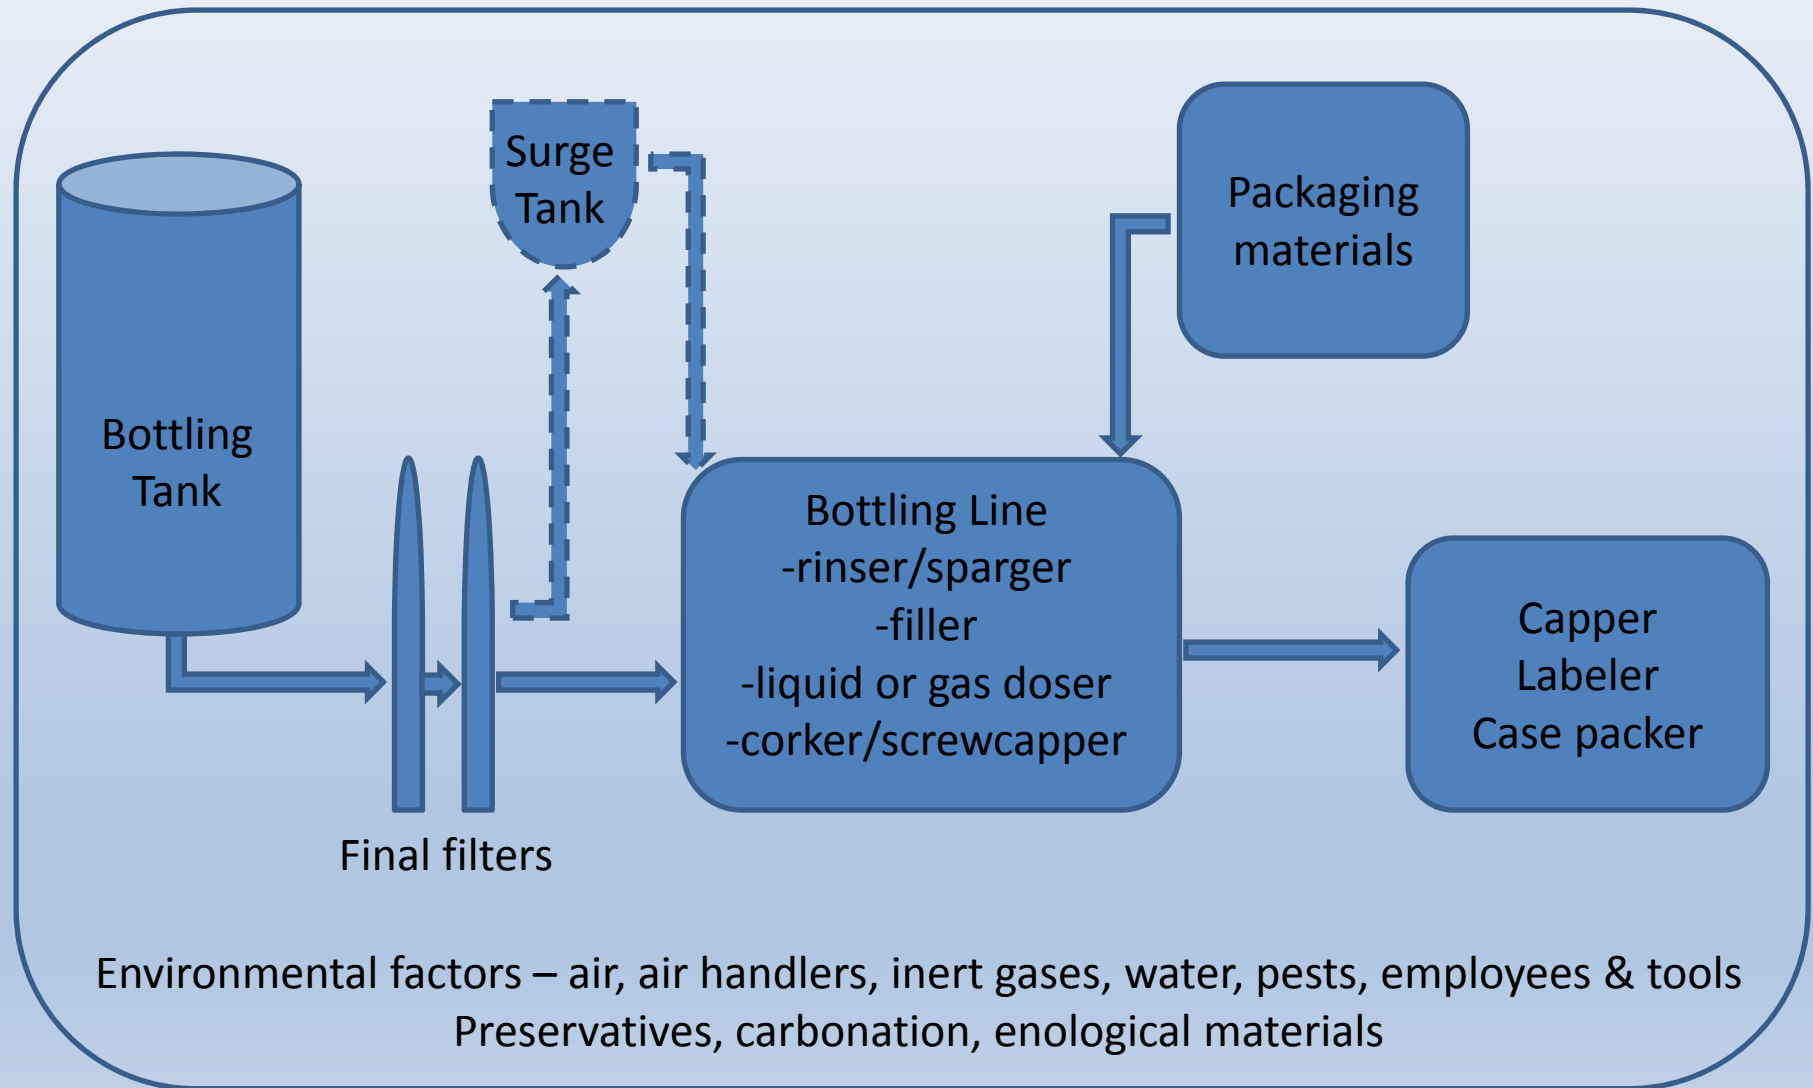 Surge
Tank
Packaging
materials
Bottling
Tank
Bottling Line
-rinser/sparger
-filler
-liquid or gas doser
-corker/screwcapper
Capper
Labeler
Case packer
Final filters
Environmental factors – air, air handlers, inert gases, water, pests, employees & tools
Preservatives, carbonation, enological materials